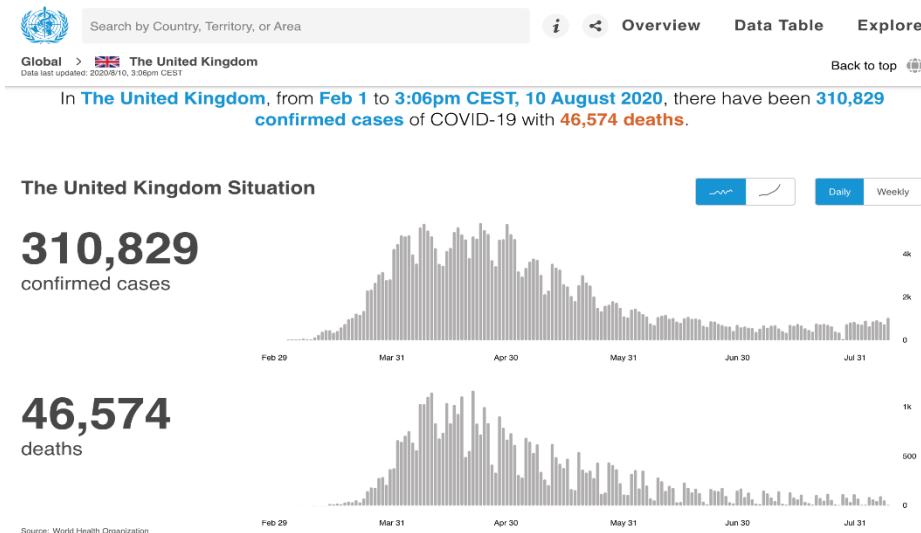 Search by Country, Territory, or Area
i
Overview
Data Table
Explore
Global > The United Kingdom
Data last updated: 2020/8/10, 3:06pm CEST
Back to top
In The United Kingdom, from Feb 1 to 3:06pm CEST, 10 August 2020, there have been 310,829
confirmed cases of COVID-19 with 46,574 deaths.
The United Kingdom Situation
Daily
Weekly
310,829
confirmed cases
4k
2k
0
Feb 29
Mar 31
Apr 30
May 31
Jun 30
Jul 31
46,574
deaths
1k
500
0
Feb 29
Mar 31
Apr 30
May 31
Jun 30
Jul 31
Source: World Health Organization